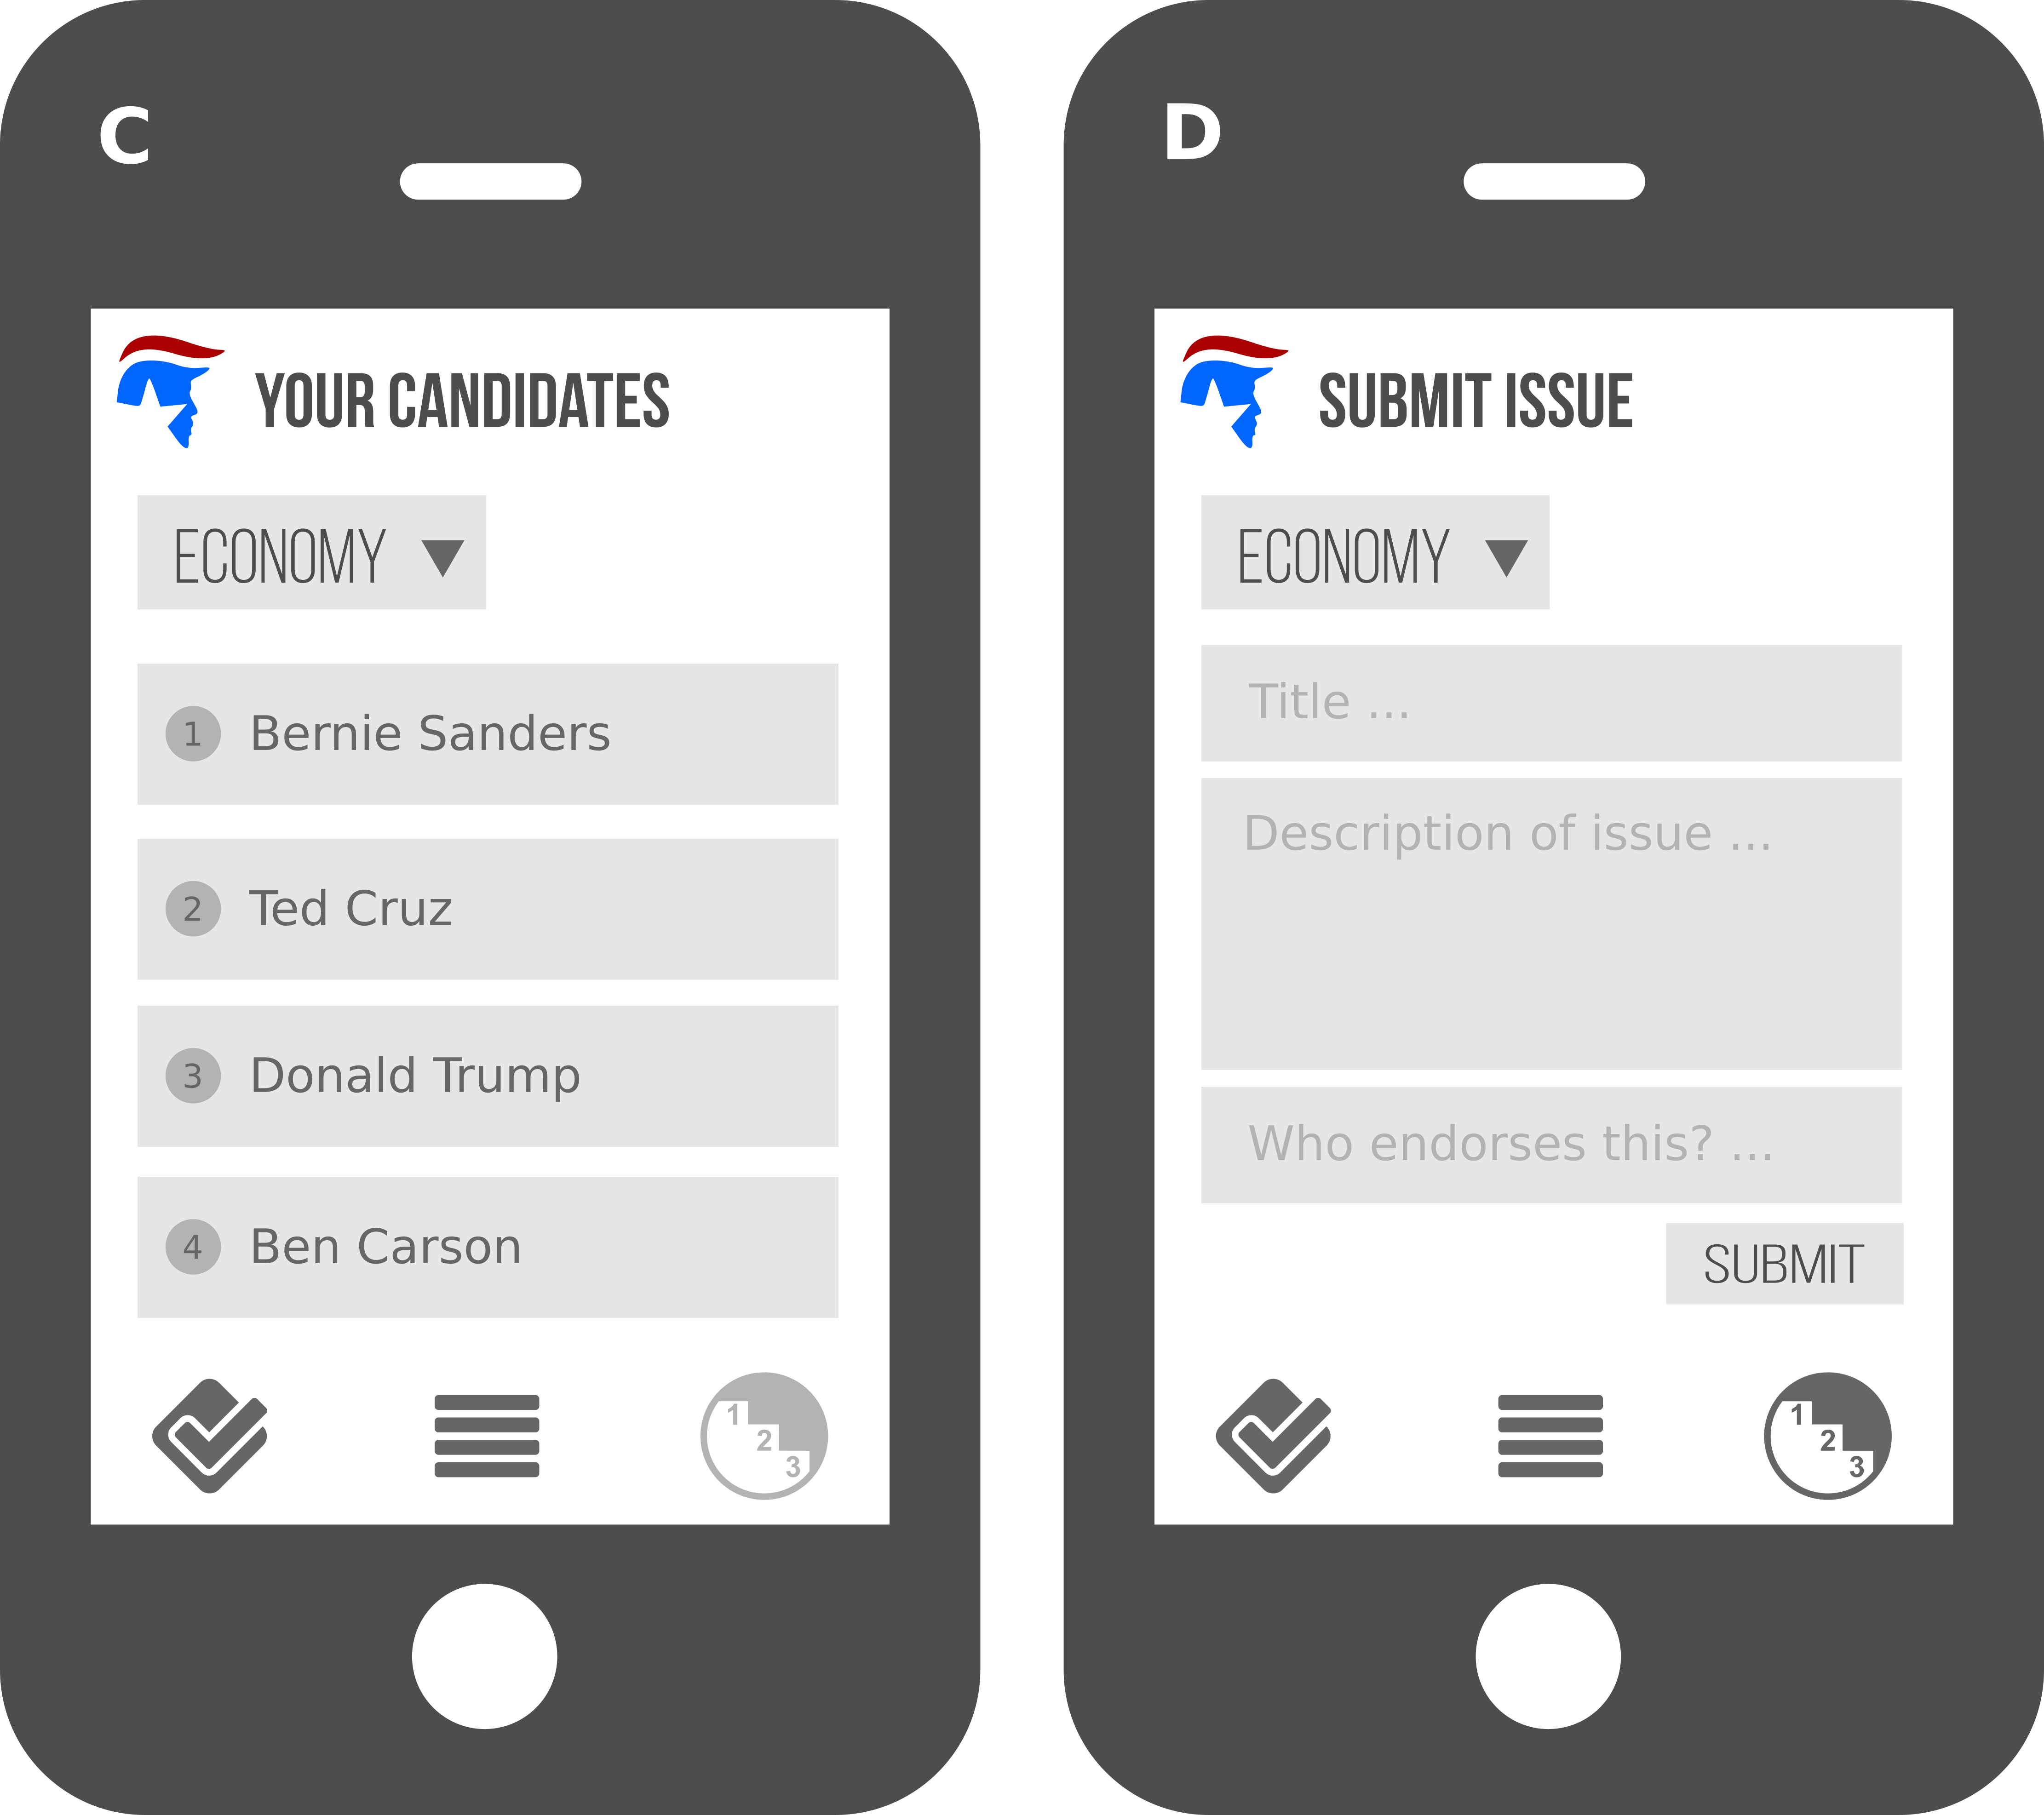 C
YOUR CANDIDATES
ECONOMY
1 Bernie Sanders
2 Ted Cruz
3 Donald Trump
4 Ben Carson
1
2
3
D
SUBMIT ISSUE
ECONOMY
Title ...
Description of issue ...
Who endorses this? ...
SUBMIT
1
2
3